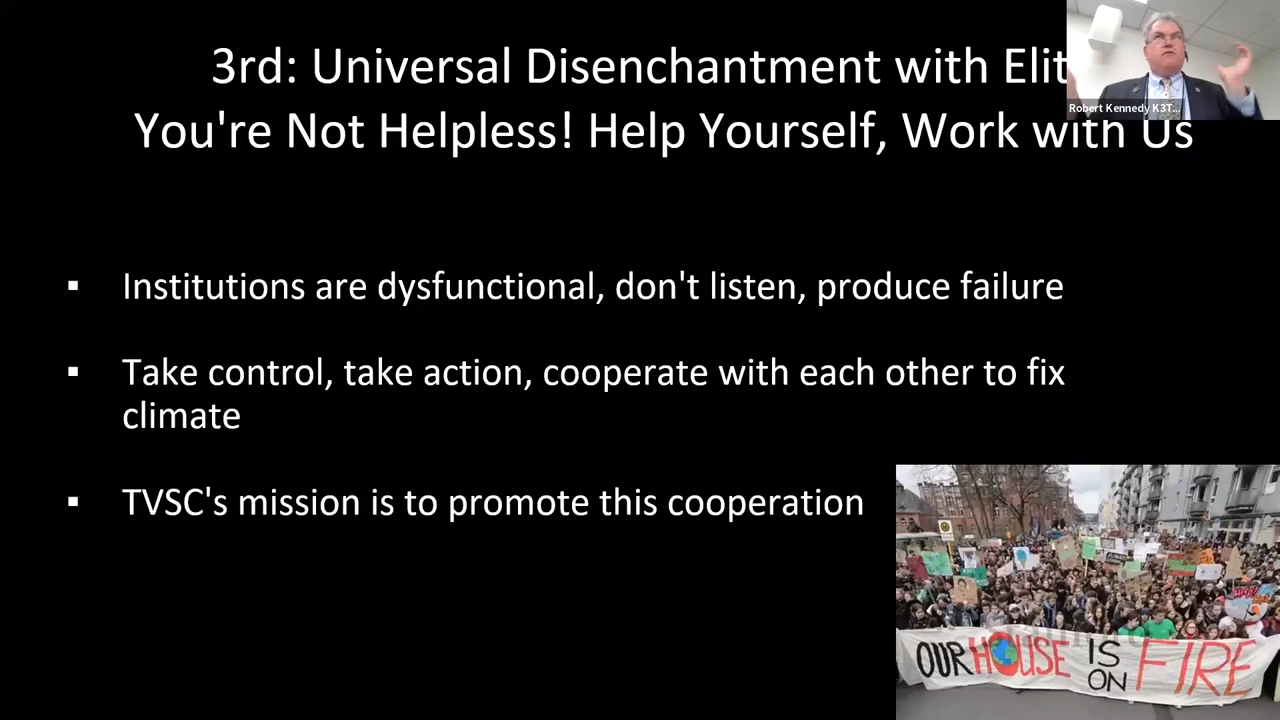 3rd: Universal Disenchantment with Elit
You're Not Helpless! Help Yourself, Work with Us
Robert Kennedy K3T...
▪ Institutions are dysfunctional, don't listen, produce failure
▪ Take control, take action, cooperate with each other to fix
climate
▪ TVSC's mission is to promote this cooperation
OUR HOUSE IS
ON FIRE